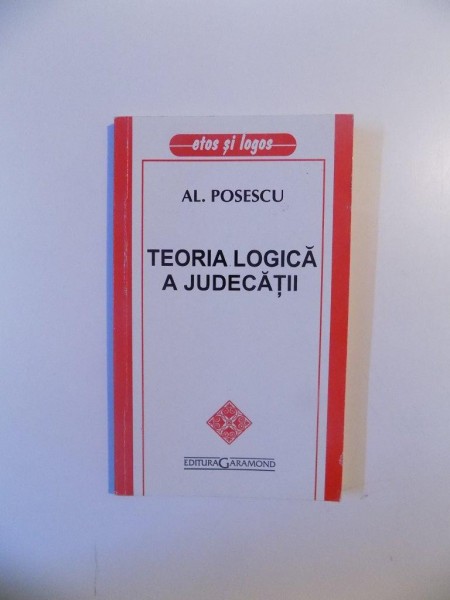 etos și logos
AL. POSESCU
TEORIA LOGICĂ
A JUDECĂȚII
EDITURA GARAMOND